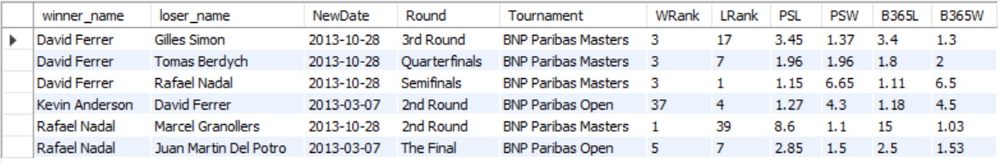 winner_name loser_name NewDate Round Tournament WRank LRank PSL PSW B365L B365W
David Ferrer Gilles Simon 2013-10-28 3rd Round BNP Paribas Masters 3 17 3.45 1.37 3.4 1.3
David Ferrer Tomas Berdych 2013-10-28 Quarterfinals BNP Paribas Masters 3 7 1.96 1.96 1.8 2
David Ferrer Rafael Nadal 2013-10-28 Semifinals BNP Paribas Masters 3 1 1.15 6.65 1.11 6.5
Kevin Anderson David Ferrer 2013-03-07 2nd Round BNP Paribas Open 37 4 1.27 4.3 1.18 4.5
Rafael Nadal Marcel Granollers 2013-10-28 2nd Round BNP Paribas Masters 1 39 8.6 1.1 15 1.03
Rafael Nadal Juan Martin Del Potro 2013-03-07 The Final BNP Paribas Open 5 7 2.85 1.5 2.5 1.53